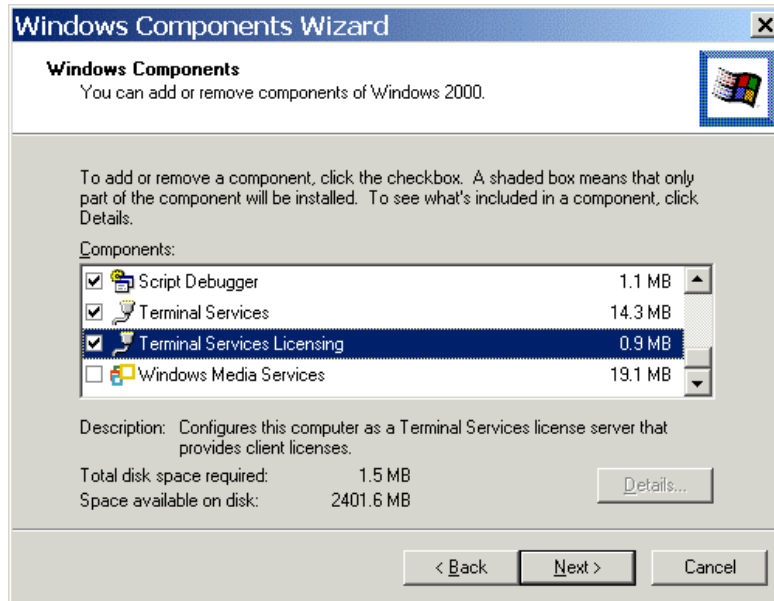 Windows Components Wizard
Windows Components
You can add or remove components of Windows 2000.
To add or remove a component, click the checkbox. A shaded box means that only
part of the component will be installed. To see what's included in a component, click
Details.
Components:
Script Debugger 1.1 MB
Terminal Services 14.3 MB
Terminal Services Licensing 0.9 MB
Windows Media Services 19.1 MB
Description: Configures this computer as a Terminal Services license server that
provides client licenses.
Total disk space required: 1.5 MB
Space available on disk: 2401.6 MB
Details...
< Back Next > Cancel